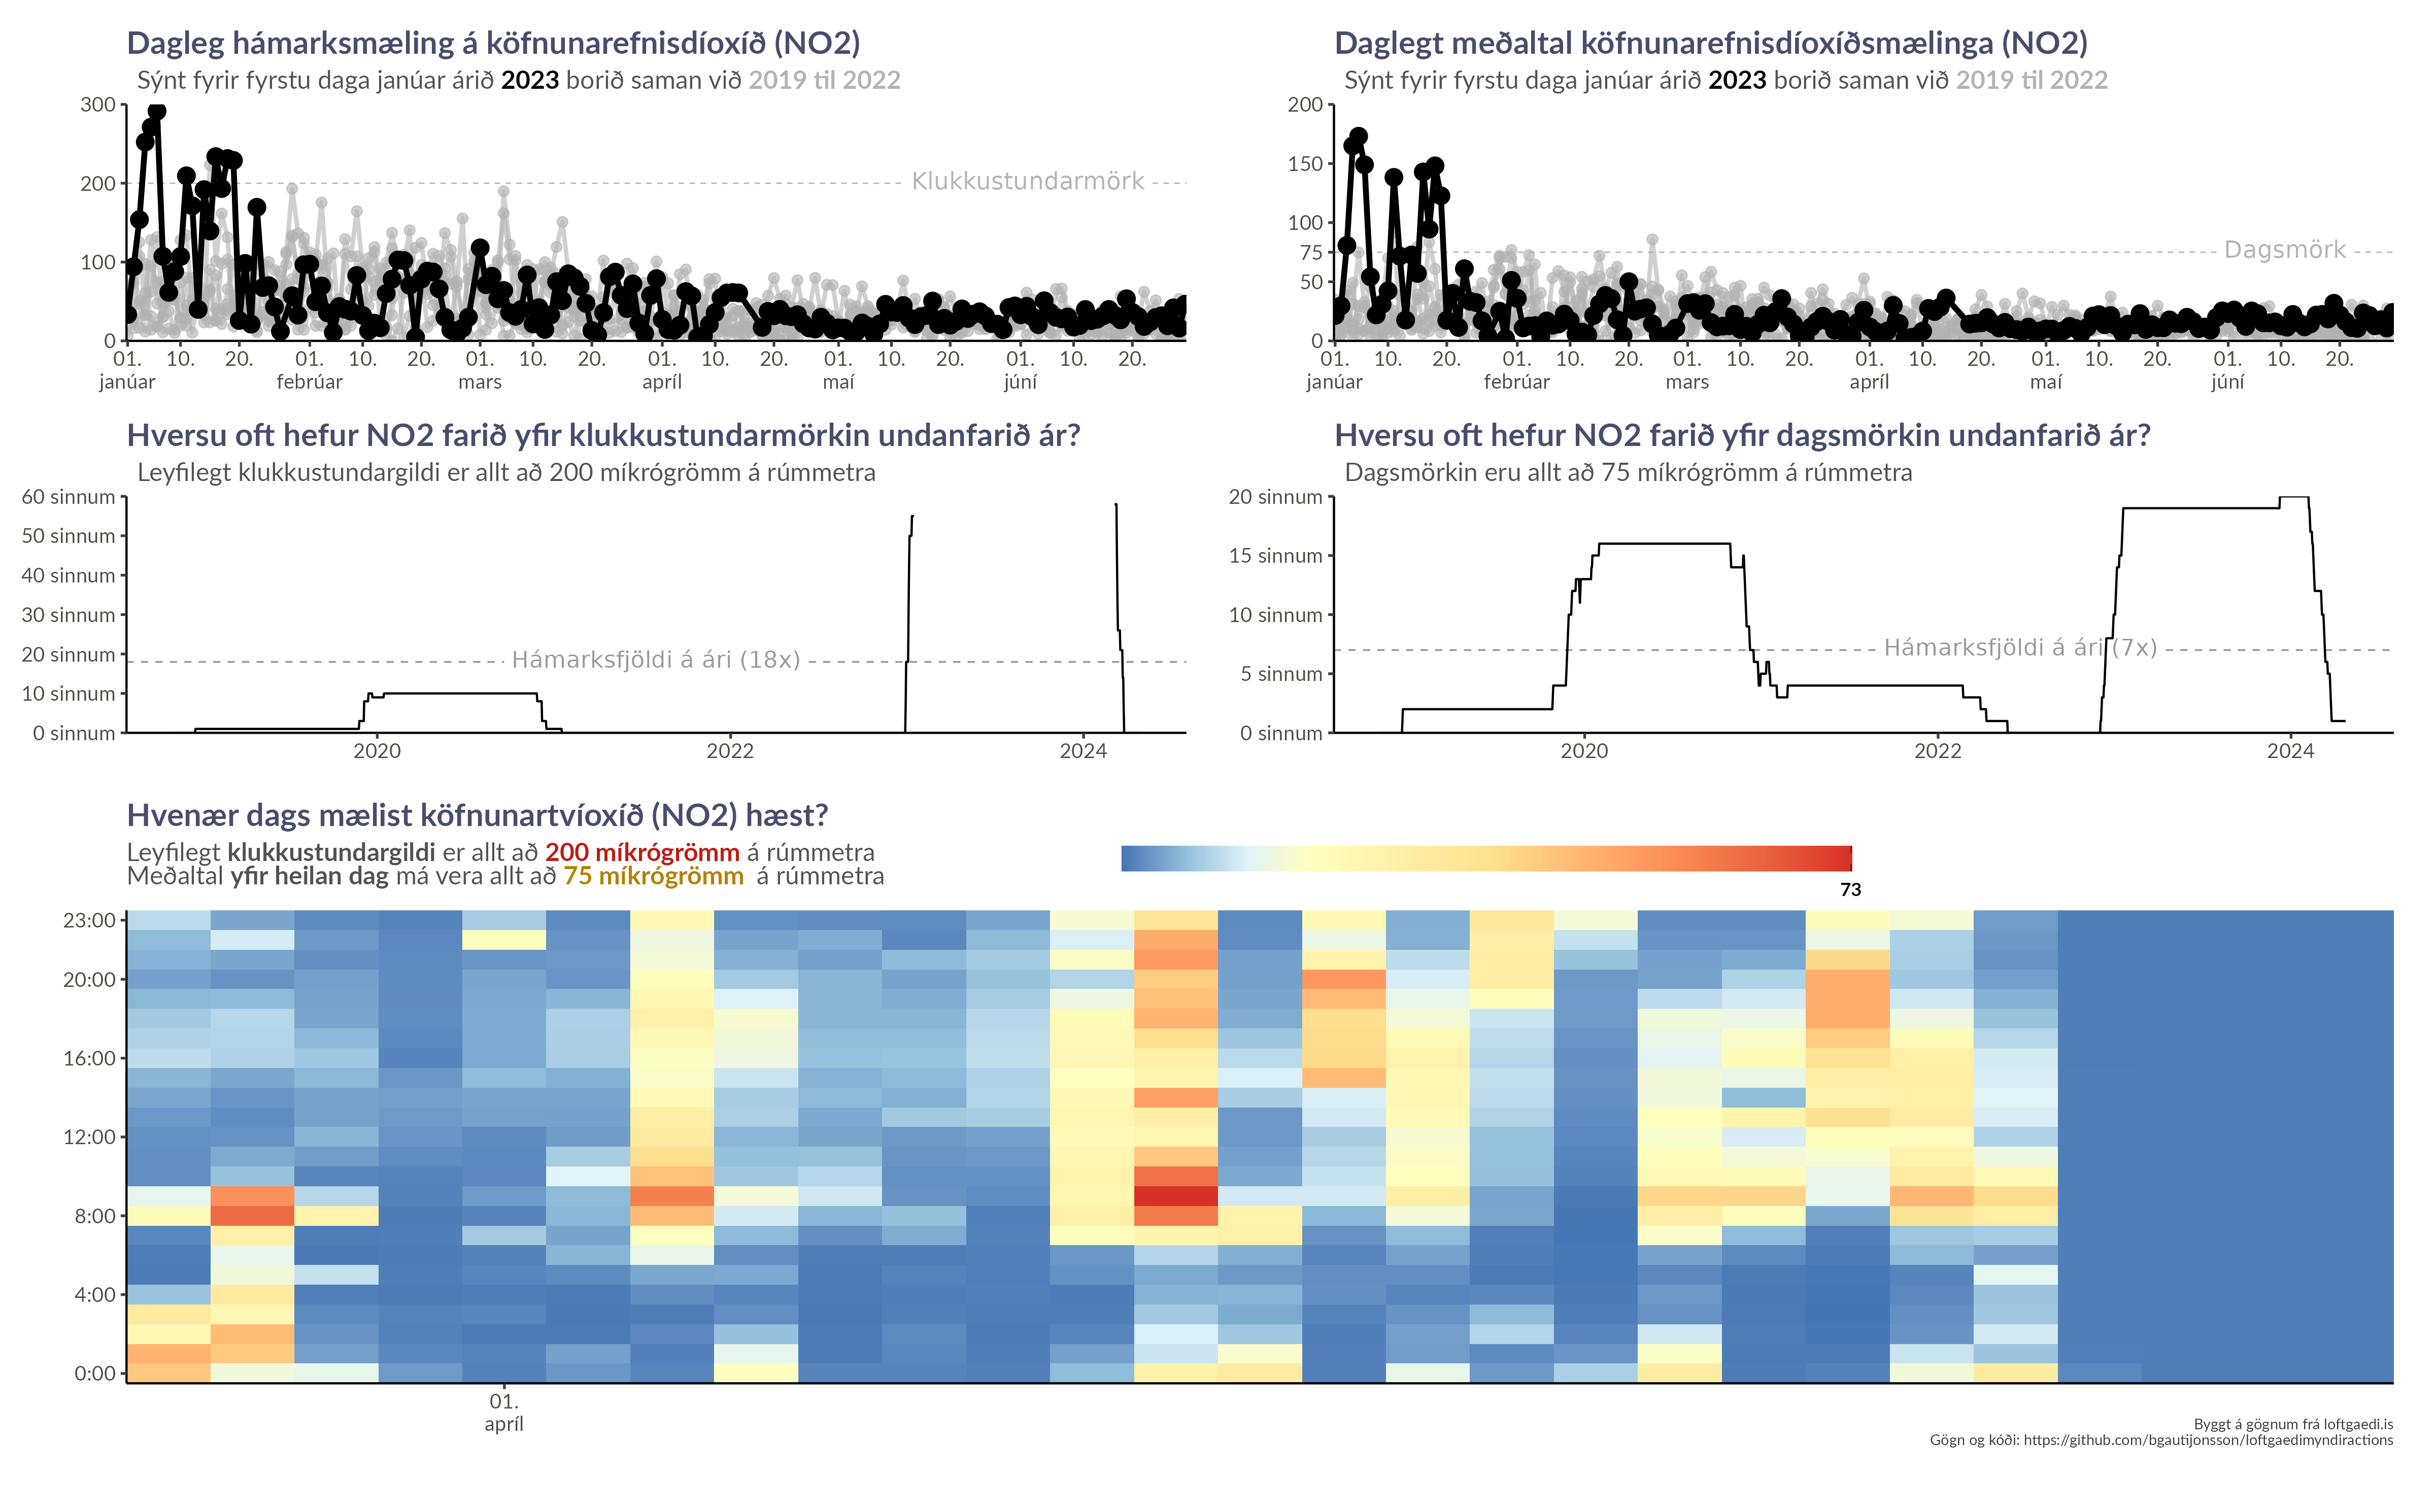 Dagleg hámarksmæling á köfnunarefnisdíoxíð (NO2)
Sýnt fyrir fyrstu daga janúar árið 2023 borið saman við 2019 til 2022
300
200
100
0
Klukkustundarmörk
01. 10. 20. 01. 10. 20. 01. 10. 20. 01. 10. 20. 01. 10. 20. 01. 10. 20.
janúar febrúar mars apríl maí júní
Daglegt meðaltal köfnunarefnisdíoxíðsmælinga (NO2)
Sýnt fyrir fyrstu daga janúar árið 2023 borið saman við 2019 til 2022
200
150
100
75
50
0
Dagsmörk
01. 10. 20. 01. 10. 20. 01. 10. 20. 01. 10. 20. 01. 10. 20. 01. 10. 20.
janúar febrúar mars apríl maí júní
Hversu oft hefur NO2 farið yfir klukkustundarmörkin undanfarið ár?
Leyfilegt klukkustundargildi er allt að 200 míkrógrömm á rúmmetra
60 sinnum
50 sinnum
40 sinnum
30 sinnum
20 sinnum
10 sinnum
0 sinnum
Hámarksfjöldi á ári (18x)
2020 2022 2024
Hversu oft hefur NO2 farið yfir dagsmörkin undanfarið ár?
Dagsmörkin eru allt að 75 míkrógrömm á rúmmetra
20 sinnum
15 sinnum
10 sinnum
5 sinnum
0 sinnum
Hámarksfjöldi á ári (7x)
2020 2022 2024
Hvenær dags mælist köfnunartvíoxíð (NO2) hæst?
Leyfilegt klukkustundargildi er allt að 200 míkrógrömm á rúmmetra
Meðaltal yfir heilan dag má vera allt að 75 míkrógrömm á rúmmetra
73
23:00
20:00
16:00
12:00
8:00
4:00
0:00
01.
apríl
Byggt á gögnum frá loftgaedi.is
Gögn og kóði: https://github.com/bgautijonsson/loftgaedimyndiractions